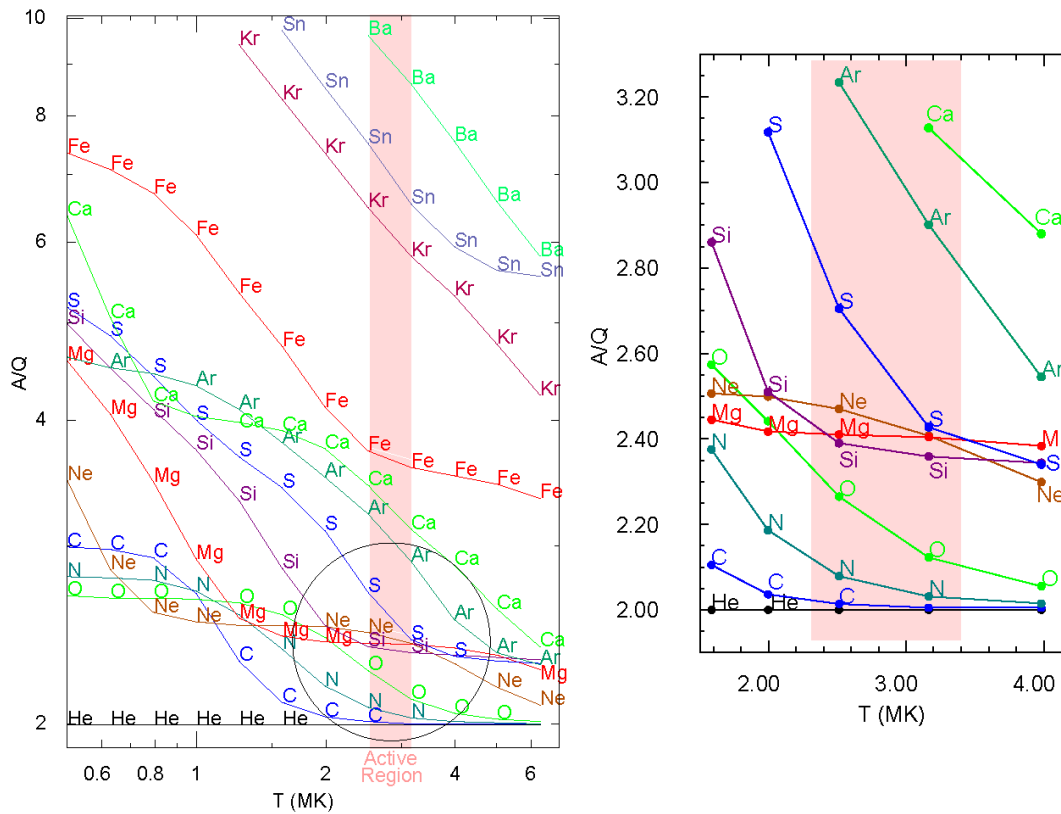 10
8
6
4
2
A/Q
0.6
0.8
1
2
4
6
T (MK)
Active
Region
Ba
Ba
Ba
Ba
Ba
Sn
Sn
Sn
Sn
Sn
Sn
Sn
Kr
Kr
Kr
Kr
Kr
Kr
Kr
Kr
Fe
Fe
Fe
Fe
Fe
Fe
Fe
Fe
Fe
Fe
Fe
Fe
Ca
Ca
Ca
Ca
Ca
Ca
Ca
Ca
Ca
Ca
Ar
Ar
Ar
Ar
Ar
Ar
Ar
Ar
Ar
S
S
S
S
S
S
S
S
S
Si
Si
Si
Si
Si
Si
Si
Mg
Mg
Mg
Mg
Mg
Mg
Mg
Ne
Ne
Ne
Ne
Ne
Ne
Ne
Ne
C
C
C
C
C
C
C
C
N
N
N
N
N
N
N
N
O
O
O
O
O
O
O
O
O
O
O
He
He
He
He
He
He
3.20
3.00
2.80
2.60
2.40
2.20
2.00
A/Q
2.00
3.00
4.00
T (MK)
Ar
Ar
Ar
Ca
Ca
S
S
S
S
Si
Si
Si
Si
O
O
O
O
O
Ne
Ne
Ne
Ne
Mg
Mg
Mg
M
N
N
N
N
C
C
C
He
He